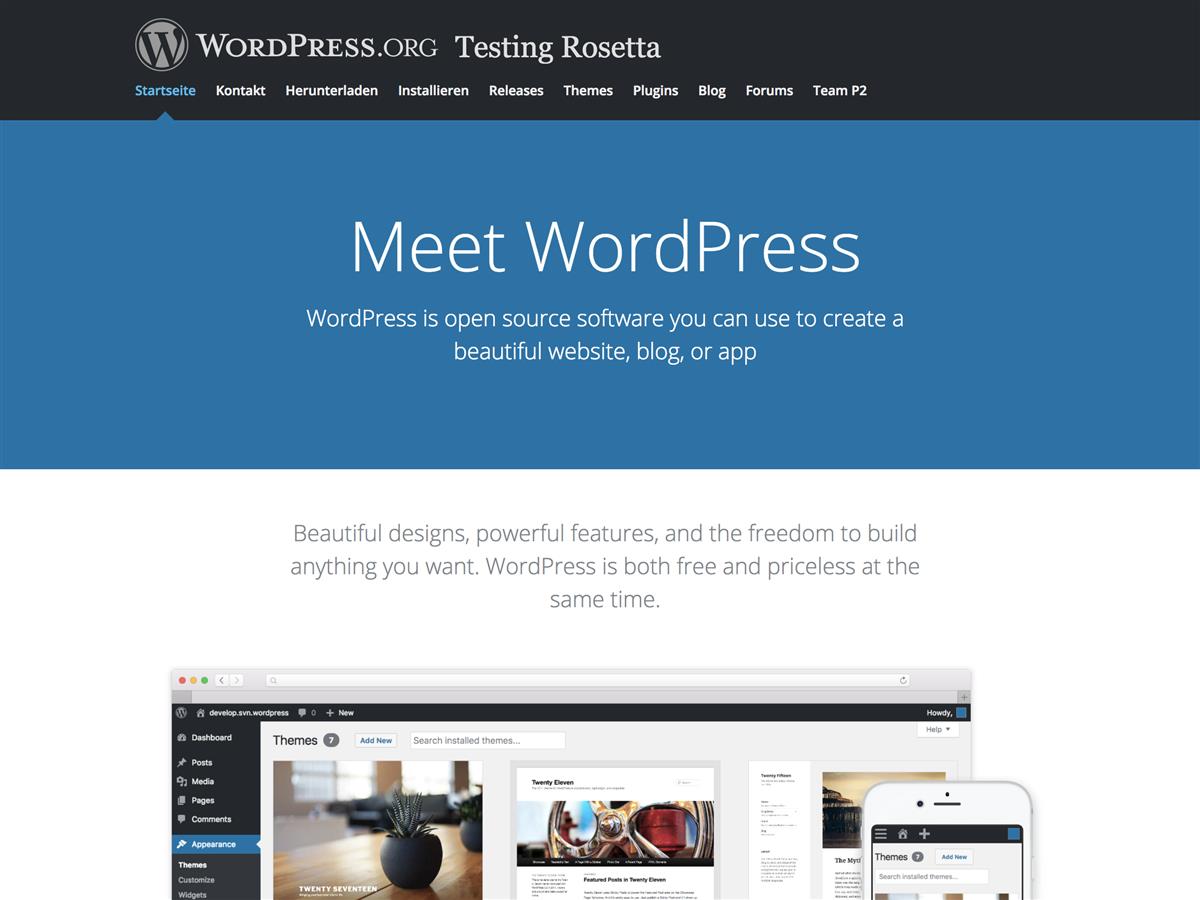 WORDPRESS.ORG Testing Rosetta
Startseite Kontakt Herunterladen Installieren Releases Themes Plugins Blog Forums Team P2
Meet WordPress
WordPress is open source software you can use to create a
beautiful website, blog, or app
Beautiful designs, powerful features, and the freedom to build
anything you want. WordPress is both free and priceless at the
same time.
develop.svn.wordpress 0 + New Howdy,
Help
Dashboard
Posts
Media
Pages
Comments
Appearance
Themes
Customize
Widgets
Themes 7 Add New Search installed themes...
TWENTY SEVENTEEN
Twenty Eleven
Featured Posts in Twenty Eleven
Twenty Fifteen
The Myth
Themes 7 Add New
Search installed themes...